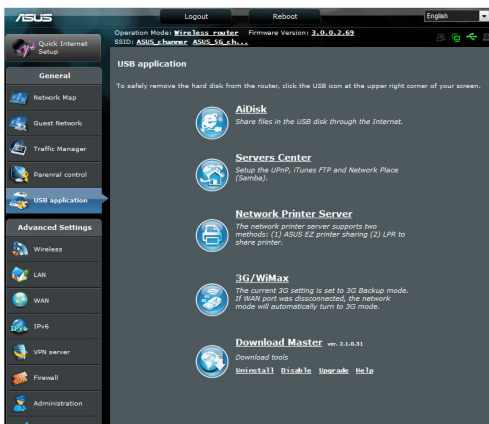 ASUS
Logout
Reboot
English
Operation Mode: Wireless router Firmware Version: 3.0.0.2.69
SSID: ASUS_channer ASUS_5G_ch...
Quick Internet
Setup
General
Network Map
Guest Network
Traffic Manager
Parenral control
USB application
Advanced Settings
Wireless
LAN
WAN
IPv6
VPN server
Firewall
Administration
USB application
To safely remove the hard disk from the router, click the USB icon at the upper right corner of your screen.
AiDisk
Share files in the USB disk through the Internet.
Servers Center
Setup the UPnP, iTunes FTP and Network Place
(Samba).
Network Printer Server
The network printer server supports two
methods: (1) ASUS EZ printer sharing (2) LPR to
share printer.
3G/WiMax
The current 3G setting is set to 3G Backup mode.
If WAN port was dissconnected, the network
mode will automatically turn to 3G mode.
Download Master ver. 2.1.0.31
Download tools
Uninstall Disable Upgrade Help